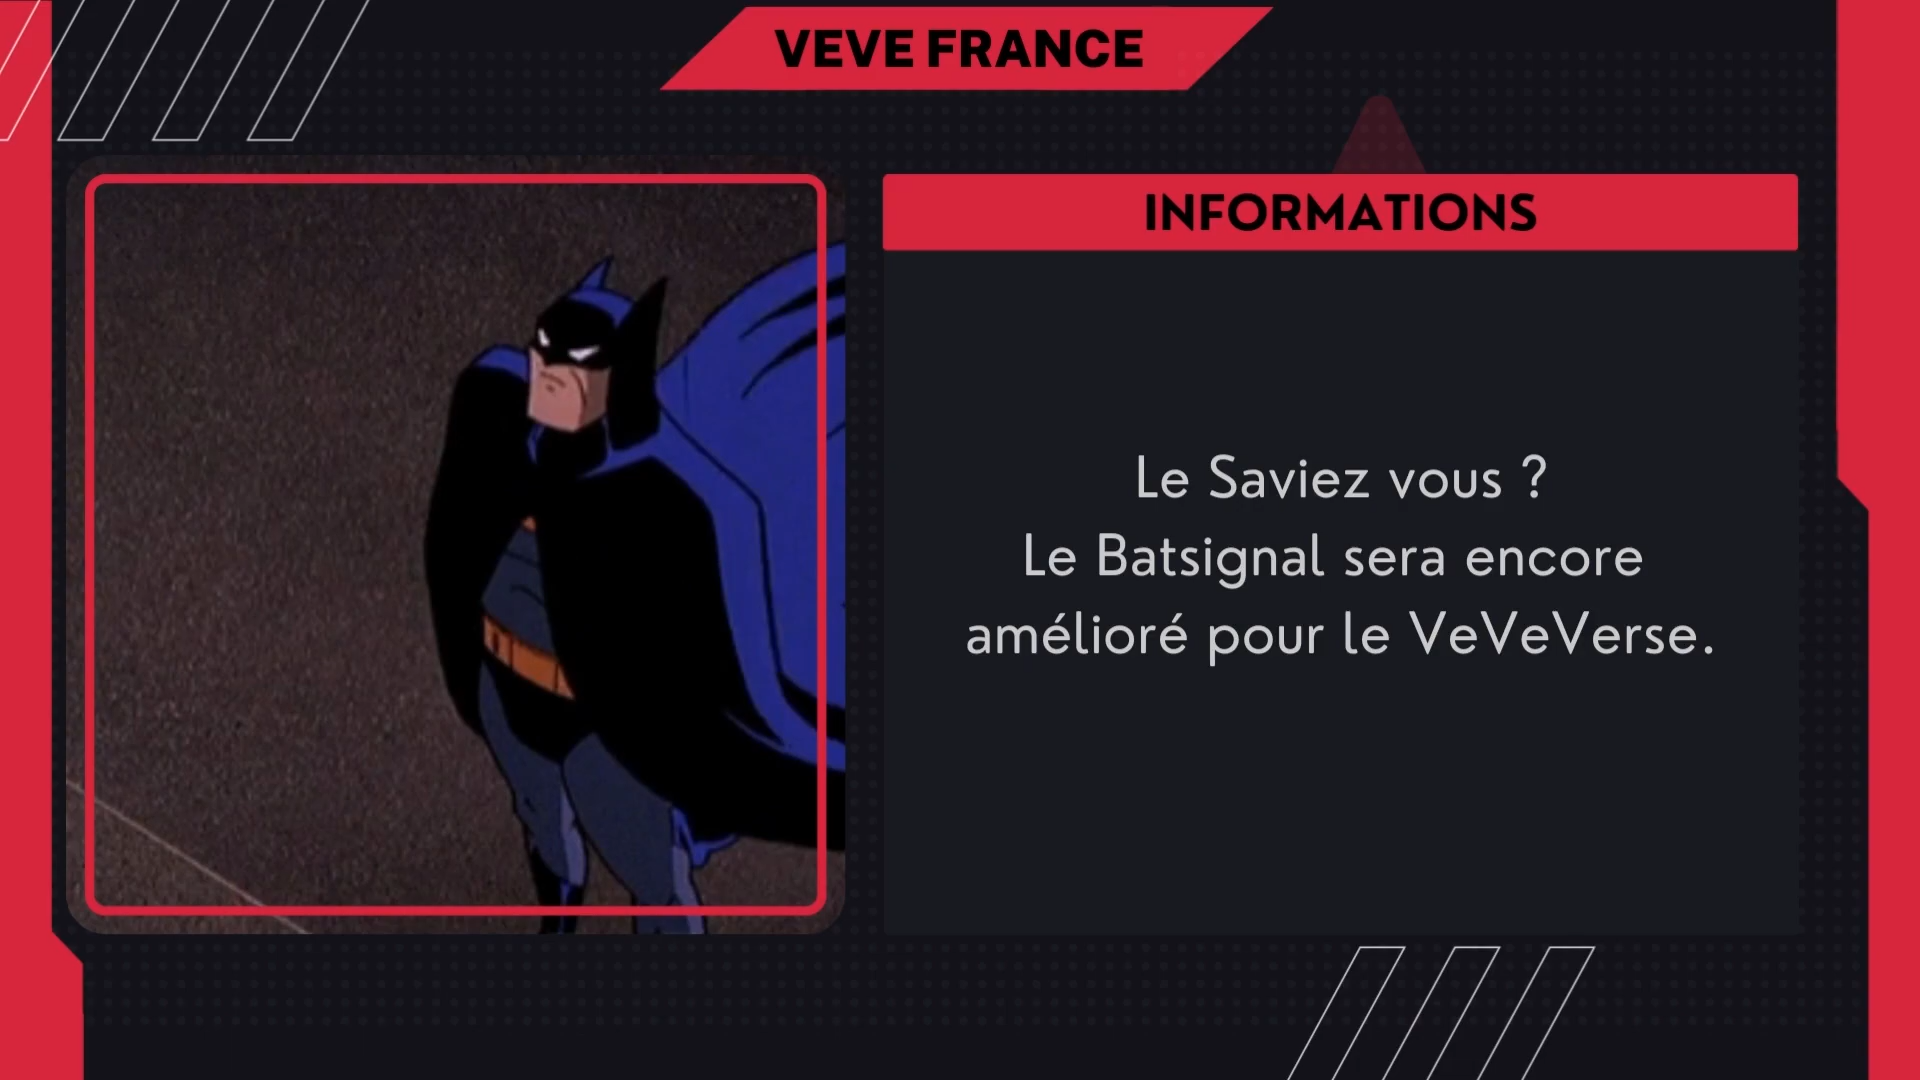 VEVE FRANCE
INFORMATIONS
Le Saviez vous ?
Le Batsignal sera encore
amélioré pour le VeVeVerse.